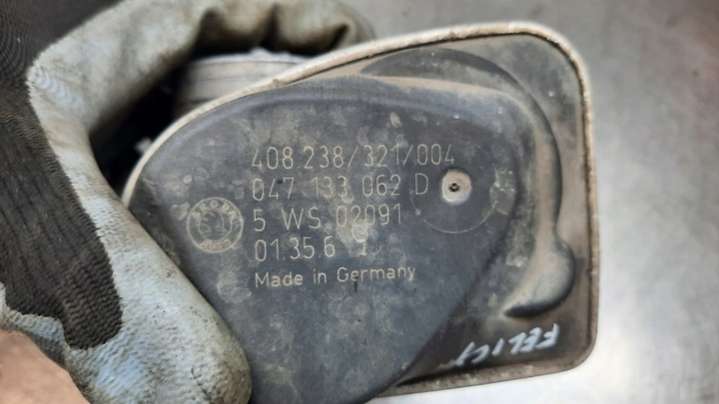 408.238/321/004
047 133 062 D
5 WS 02091
01.35.6
Made in Germany
FELICI